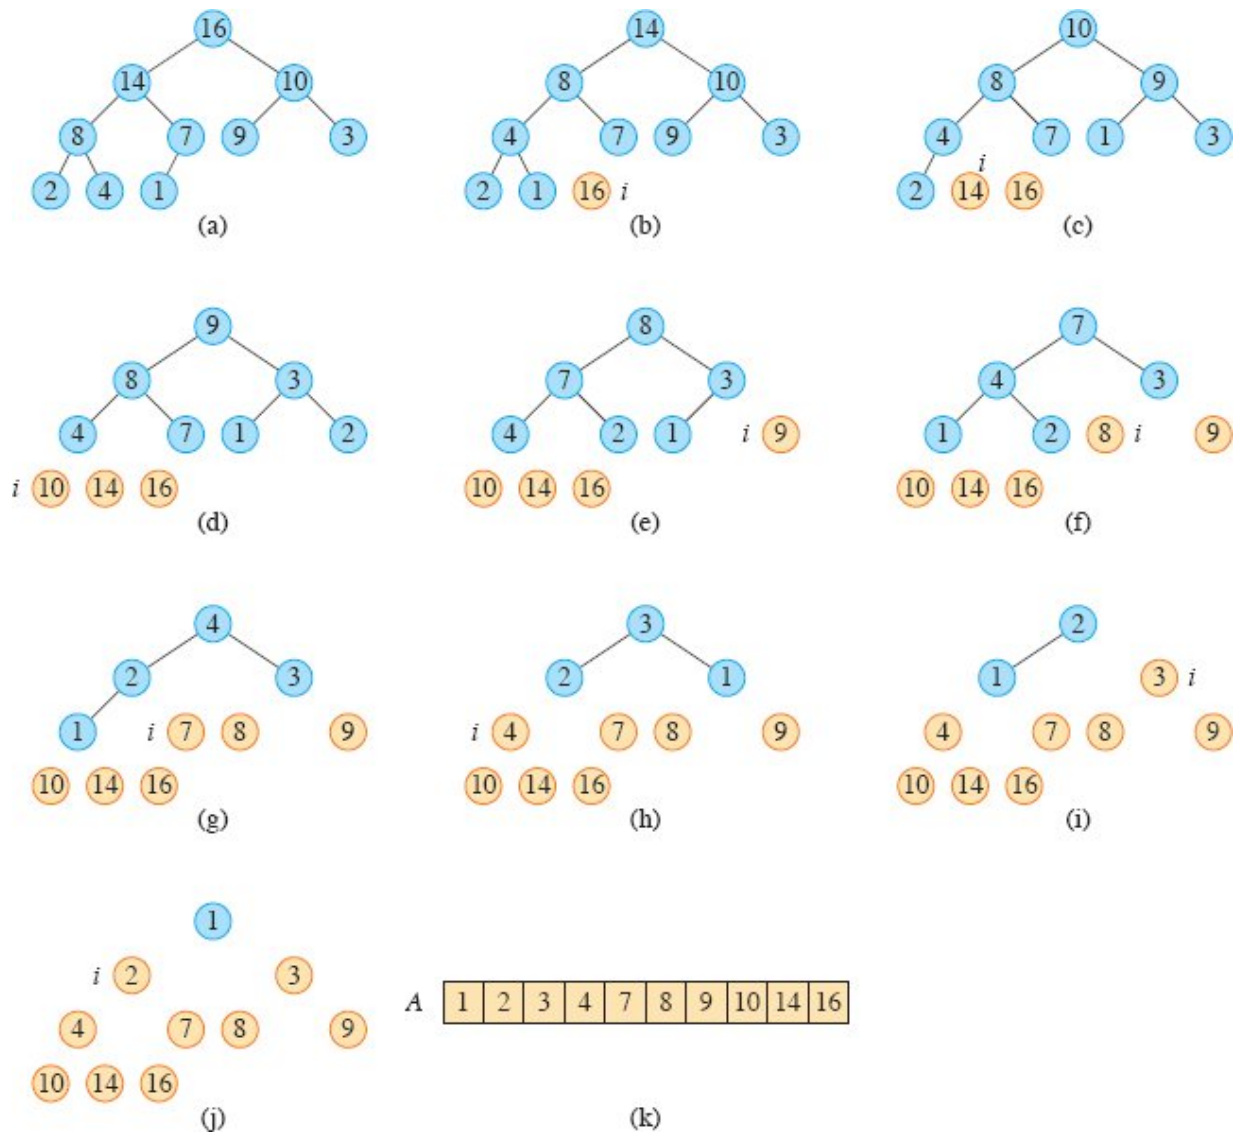 16 14 10
14 10 8 10 8 9
8 7 9 3 4 7 9 3 4 7 1 3
i
2 4 1 2 1 16 i 2 14 16
(a) (b) (c)
9 8 7
8 3 7 3 4 3
4 7 1 2 4 2 1 i 9 1 2 8 i 9
i 10 14 16 10 14 16 10 14 16
(d) (e) (f)
4 3 2
2 3 2 1 1 3 i
1 i 7 8 9 i 4 7 8 9 4 7 8 9
10 14 16 10 14 16 10 14 16
(g) (h) (i)
1
i 2 3
A 1 2 3 4 7 8 9 10 14 16
4 7 8 9
10 14 16
(j) (k)